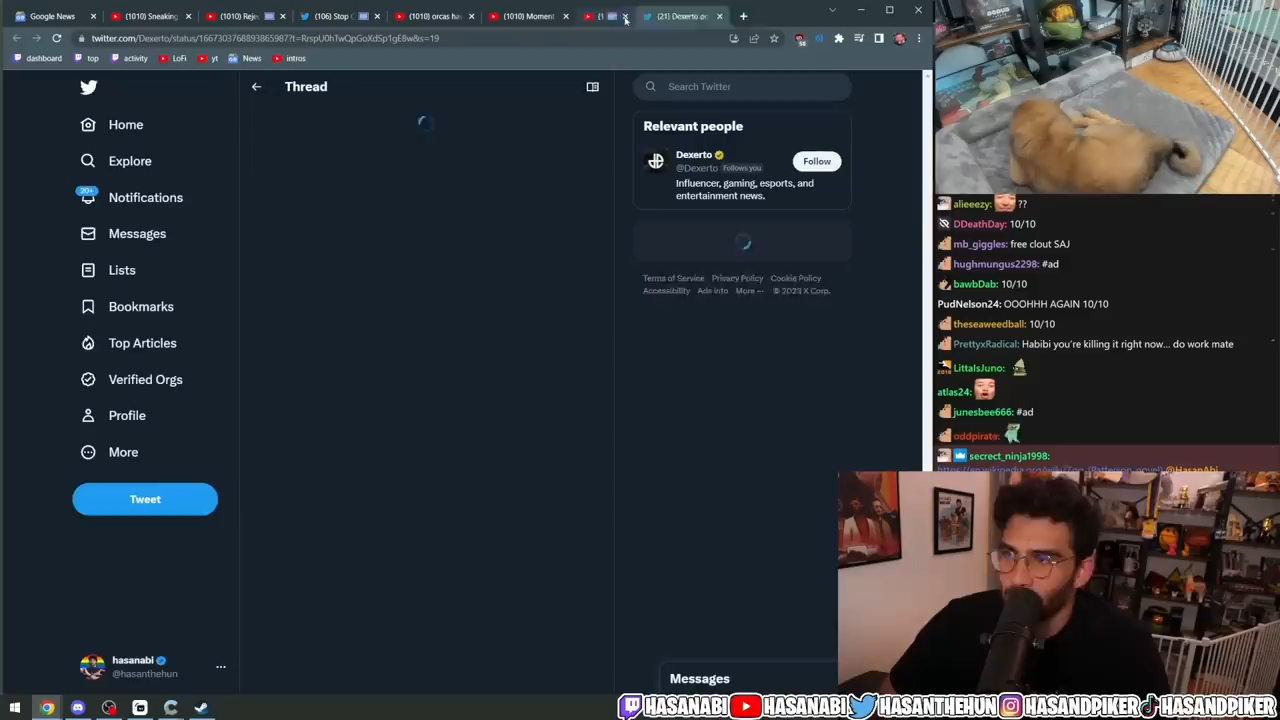 Google News
(1010) Sneaking
(1010) Reje
(106) Stop (
(1010) orcas ha
(1010) Moment
(1
(21) Dexerto on
twitter.com/Dexerto/status/1667303768893865987?t=RrspU0hTwQpGoXdSp1gE8w&s=19
dashboard
top
activity
LoFi
yt
News
intros
Thread
Search Twitter
Home
Explore
20+
Notifications
Messages
Lists
Bookmarks
Top Articles
Verified Orgs
Profile
More
Tweet
hasanabi
@hasanthehun
Relevant people
Dexerto
@Dexerto Follows you
Follow
Influencer, gaming, esports, and
entertainment news.
Terms of Service Privacy Policy Cookie Policy
Accessibility Ads info More ··· © 2023 X Corp.
Messages
alieeezy: ??
DDeathDay: 10/10
mb_giggles: free clout SAJ
hughmungus2298: #ad
bawbDab: 10/10
PudNelson24: OOOHHH AGAIN 10/10
theseaweedball: 10/10
PrettyxRadical: Habibi you're killing it right now... do work mate
LittaIsJuno:
atlas24:
junesbee666: #ad
oddpirate:
secrect_ninja1998:
@HasanAbi
HASANABI
HASANABI
HASANTHEHUN
HASANDPIKER
HASANDPIKER